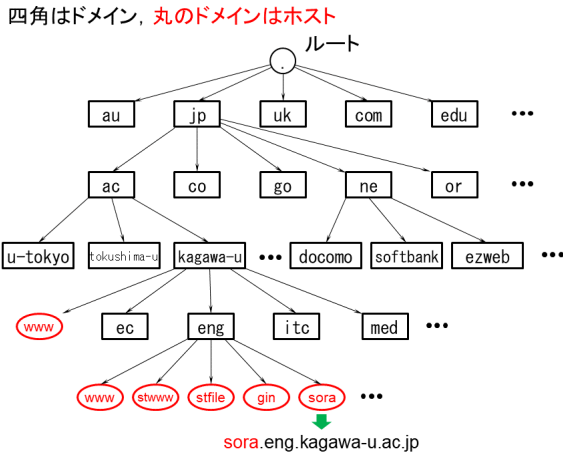 四角はドメイン，丸のドメインはホスト
ルート
.
au jp uk com edu •••
ac co go ne or •••
u-tokyo tokushima-u kagawa-u ••• docomo softbank ezweb •••
www ec eng itc med •••
www stwww stfile gin sora •••
sora.eng.kagawa-u.ac.jp